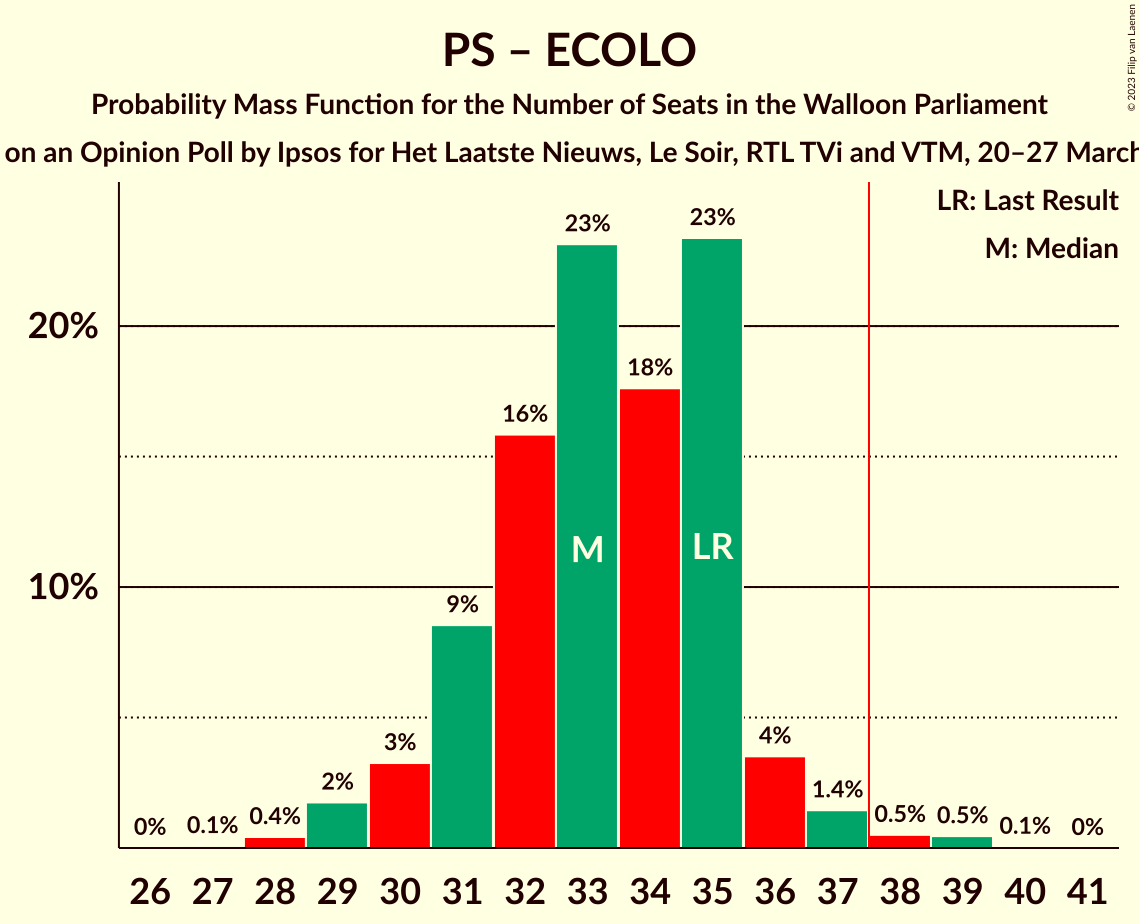 © 2023 Filip van Laenen
PS – ECOLO
Probability Mass Function for the Number of Seats in the Walloon Parliament
on an Opinion Poll by Ipsos for Het Laatste Nieuws, Le Soir, RTL TVi and VTM, 20–27 March
LR: Last Result
M: Median
23% 23%
20%
18%
16%
M LR
10%
9%
4%
3%
2%
1.4%
0% 0.1% 0.4% 0.5% 0.5% 0.1% 0%
26 27 28 29 30 31 32 33 34 35 36 37 38 39 40 41